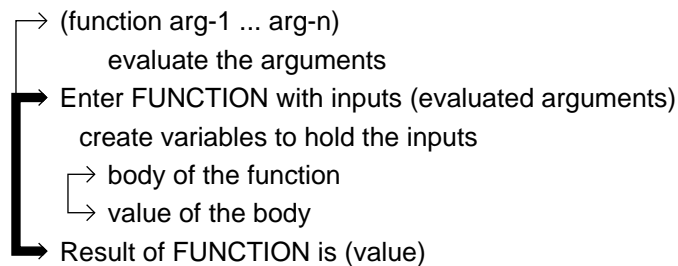 (function arg-1 ... arg-n)
evaluate the arguments
Enter FUNCTION with inputs (evaluated arguments)
create variables to hold the inputs
body of the function
value of the body
Result of FUNCTION is (value)